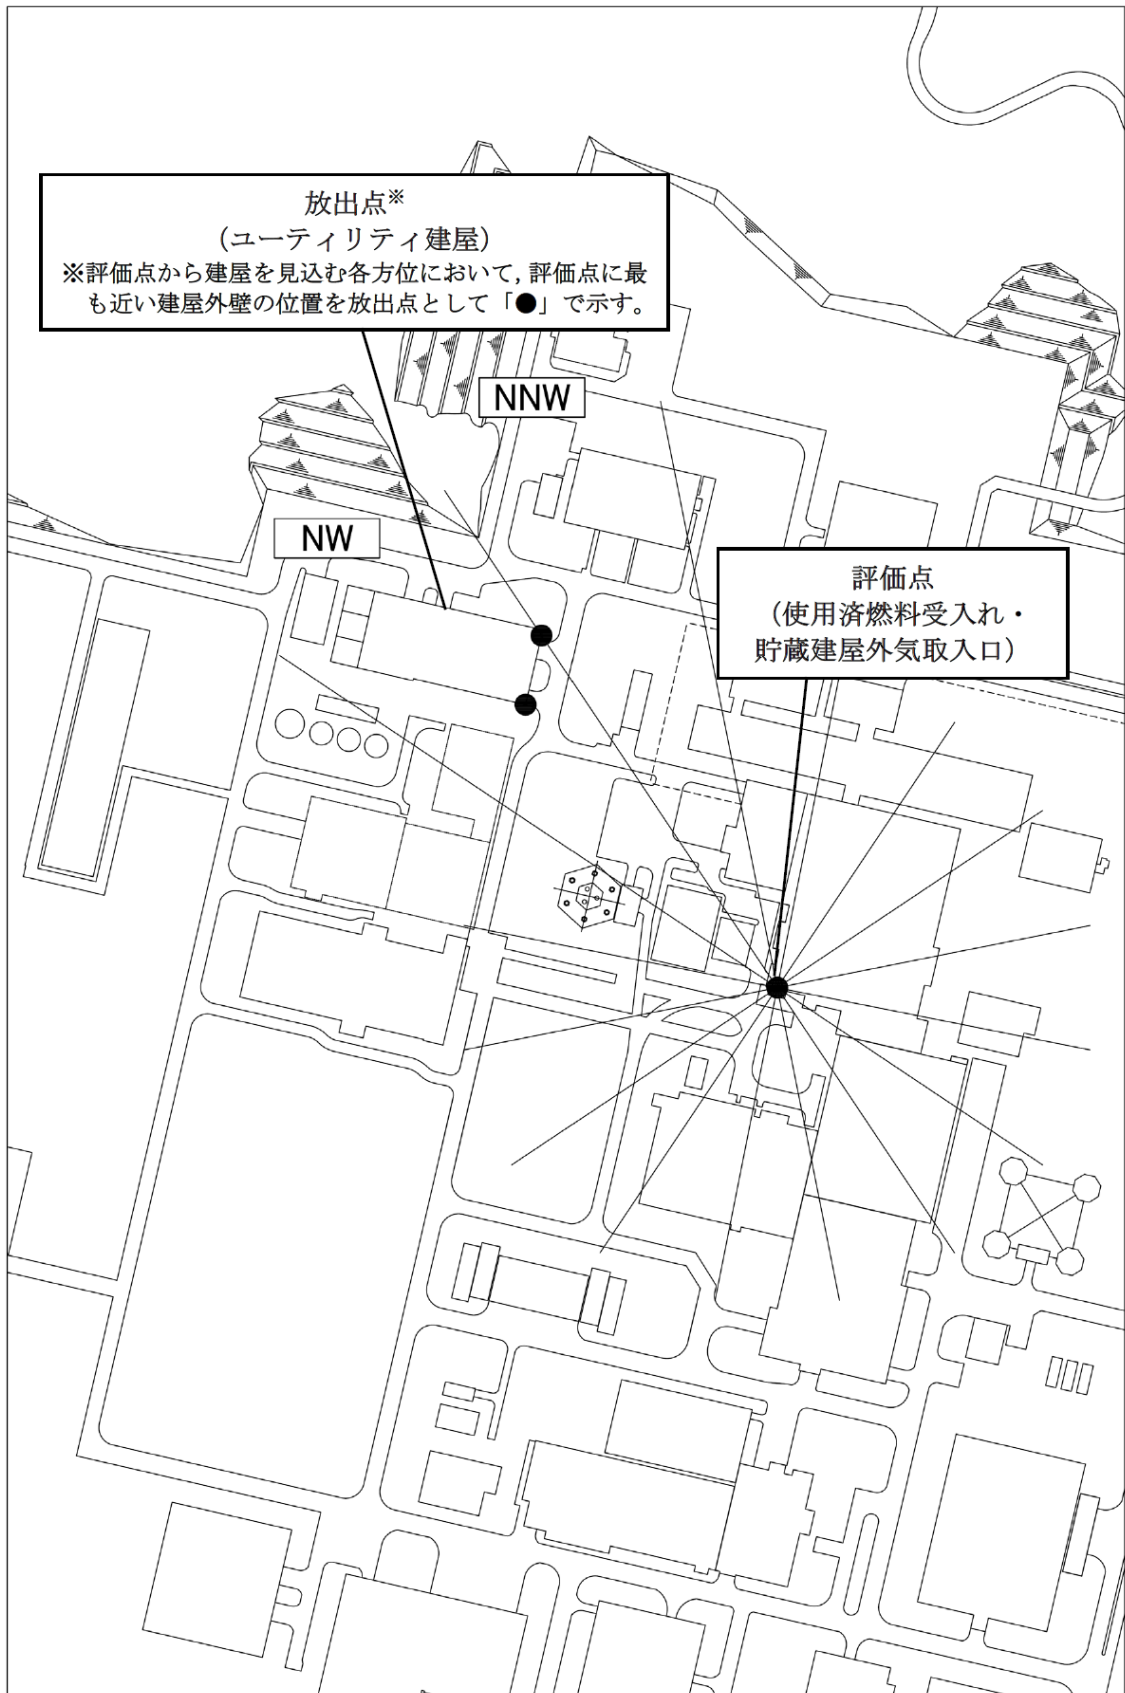 放出点※
(ユーティリティ建屋)
※評価点から建屋を見込む各方位において, 評価点に最
も近い建屋外壁の位置を放出点として「●」で示す。
NNW
NW
評価点
(使用済燃料受入れ・
貯蔵建屋外気取入口)